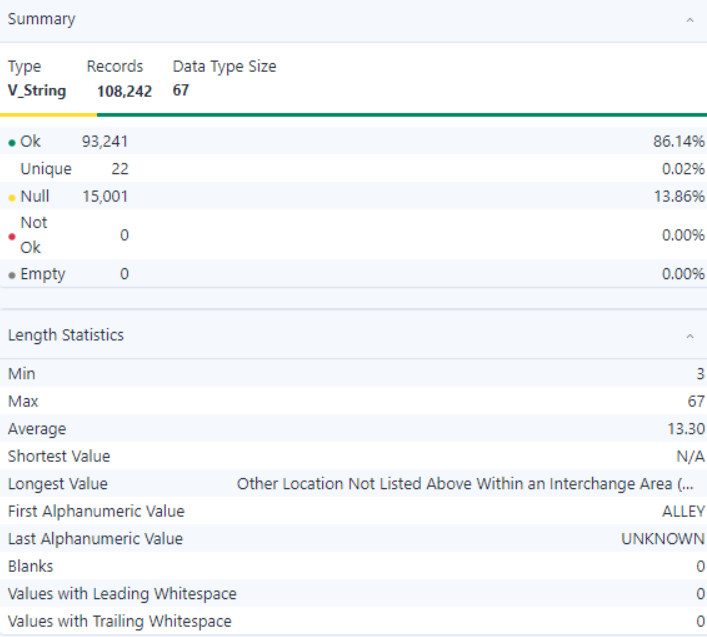 Summary
Type Records Data Type Size
V_String 108,242 67
Ok 93,241 86.14%
Unique 22 0.02%
Null 15,001 13.86%
Not
Ok 0 0.00%
Empty 0 0.00%
Length Statistics
Min 3
Max 67
Average 13.30
Shortest Value N/A
Longest Value Other Location Not Listed Above Within an Interchange Area (...
First Alphanumeric Value ALLEY
Last Alphanumeric Value UNKNOWN
Blanks 0
Values with Leading Whitespace 0
Values with Trailing Whitespace 0